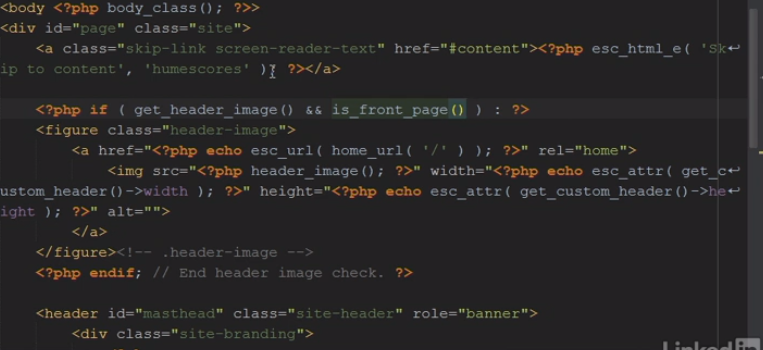 <body <?php body_class(); ?>>
<div id="page" class="site">
<a class="skip-link screen-reader-text" href="#content"><?php esc_html_e( 'Sk
ip to content', 'humescores' ); ?></a>
<?php if ( get_header_image() && is_front_page() ) : ?>
<figure class="header-image">
<a href="<?php echo esc_url( home_url( '/' ) ); ?>" rel="home">
<img src="<?php header_image(); ?>" width="<?php echo esc_attr( get_c
ustom_header()->width ); ?>" height="<?php echo esc_attr( get_custom_header()->he
ight ); ?>" alt="">
</a>
</figure><!-- .header-image -->
<?php endif; // End header image check. ?>
<header id="masthead" class="site-header" role="banner">
<div class="site-branding">
Linked in